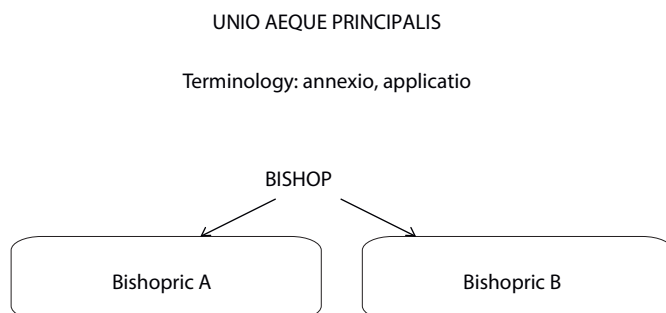 UNIO AEQUE PRINCIPALIS
Terminology: annexio, applicatio
BISHOP
Bishopric A
Bishopric B